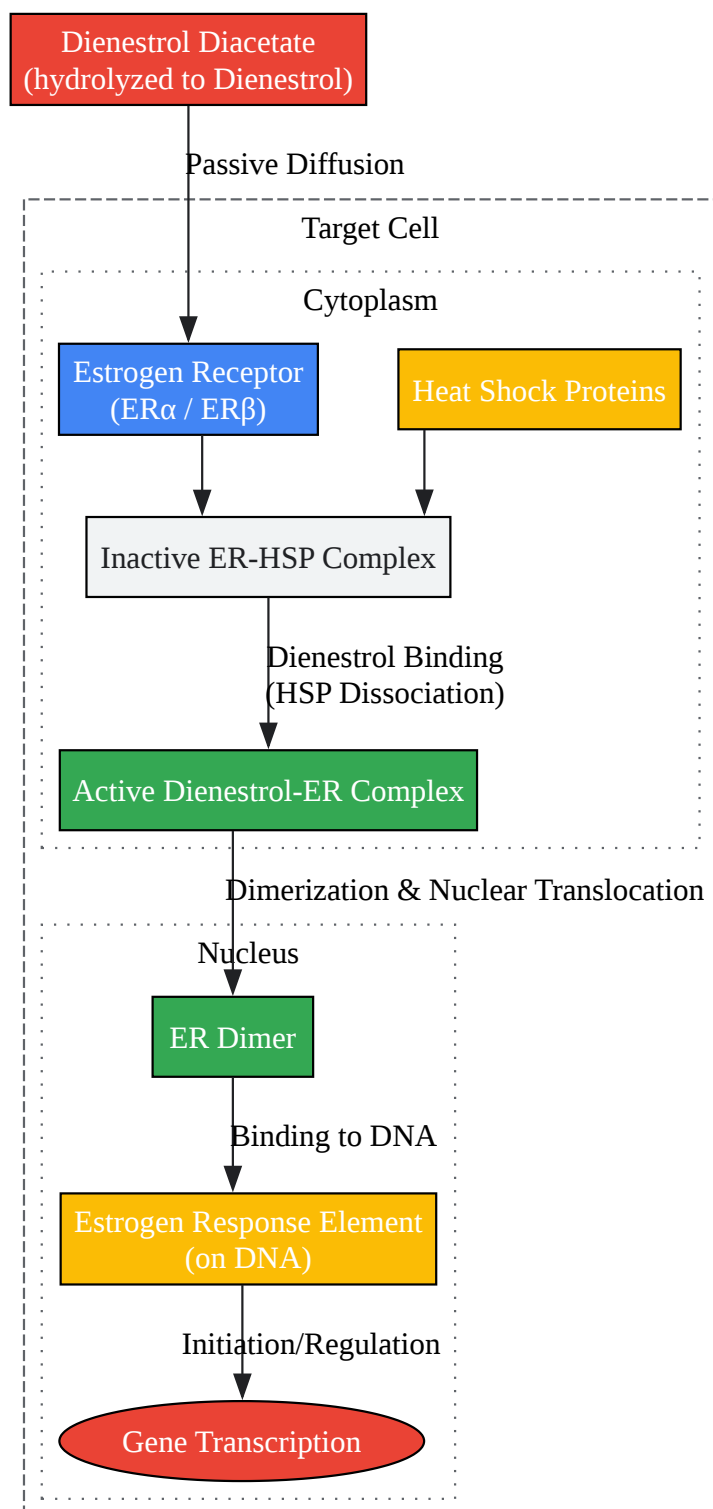 Dienestrol Diacetate
(hydrolyzed to Dienestrol)
Passive Diffusion
Target Cell
Cytoplasm
Estrogen Receptor
(ERα / ERβ)
Heat Shock Proteins
Inactive ER-HSP Complex
Dienestrol Binding
(HSP Dissociation)
Active Dienestrol-ER Complex
Dimerization & Nuclear Translocation
Nucleus
ER Dimer
Binding to DNA
Estrogen Response Element
(on DNA)
Initiation/Regulation
Gene Transcription